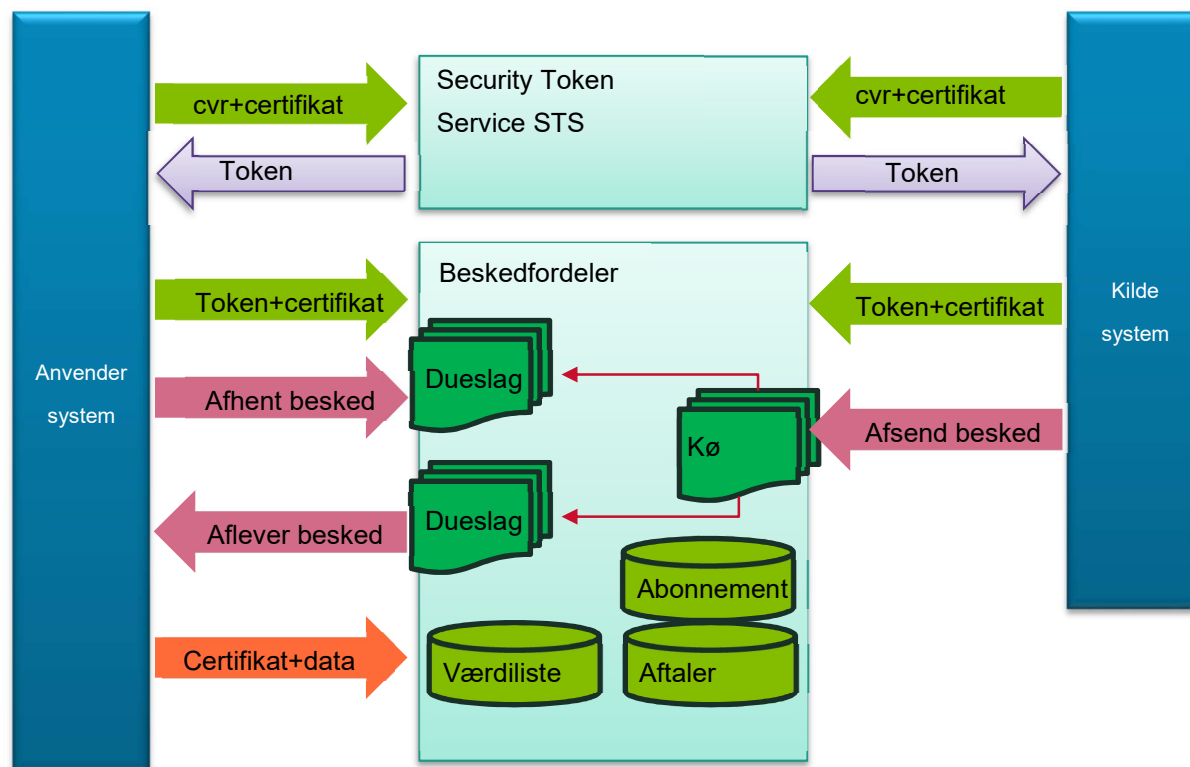 Security Token
Service STS
cvr+certifikat
cvr+certifikat
Token
Token
Beskedfordeler
Token+certifikat
Token+certifikat
Kilde
system
Anvender
system
Dueslag
Afhent besked
Kø
Afsend besked
Dueslag
Aflever besked
Abonnement
Certifikat+data
Værdiliste
Aftaler